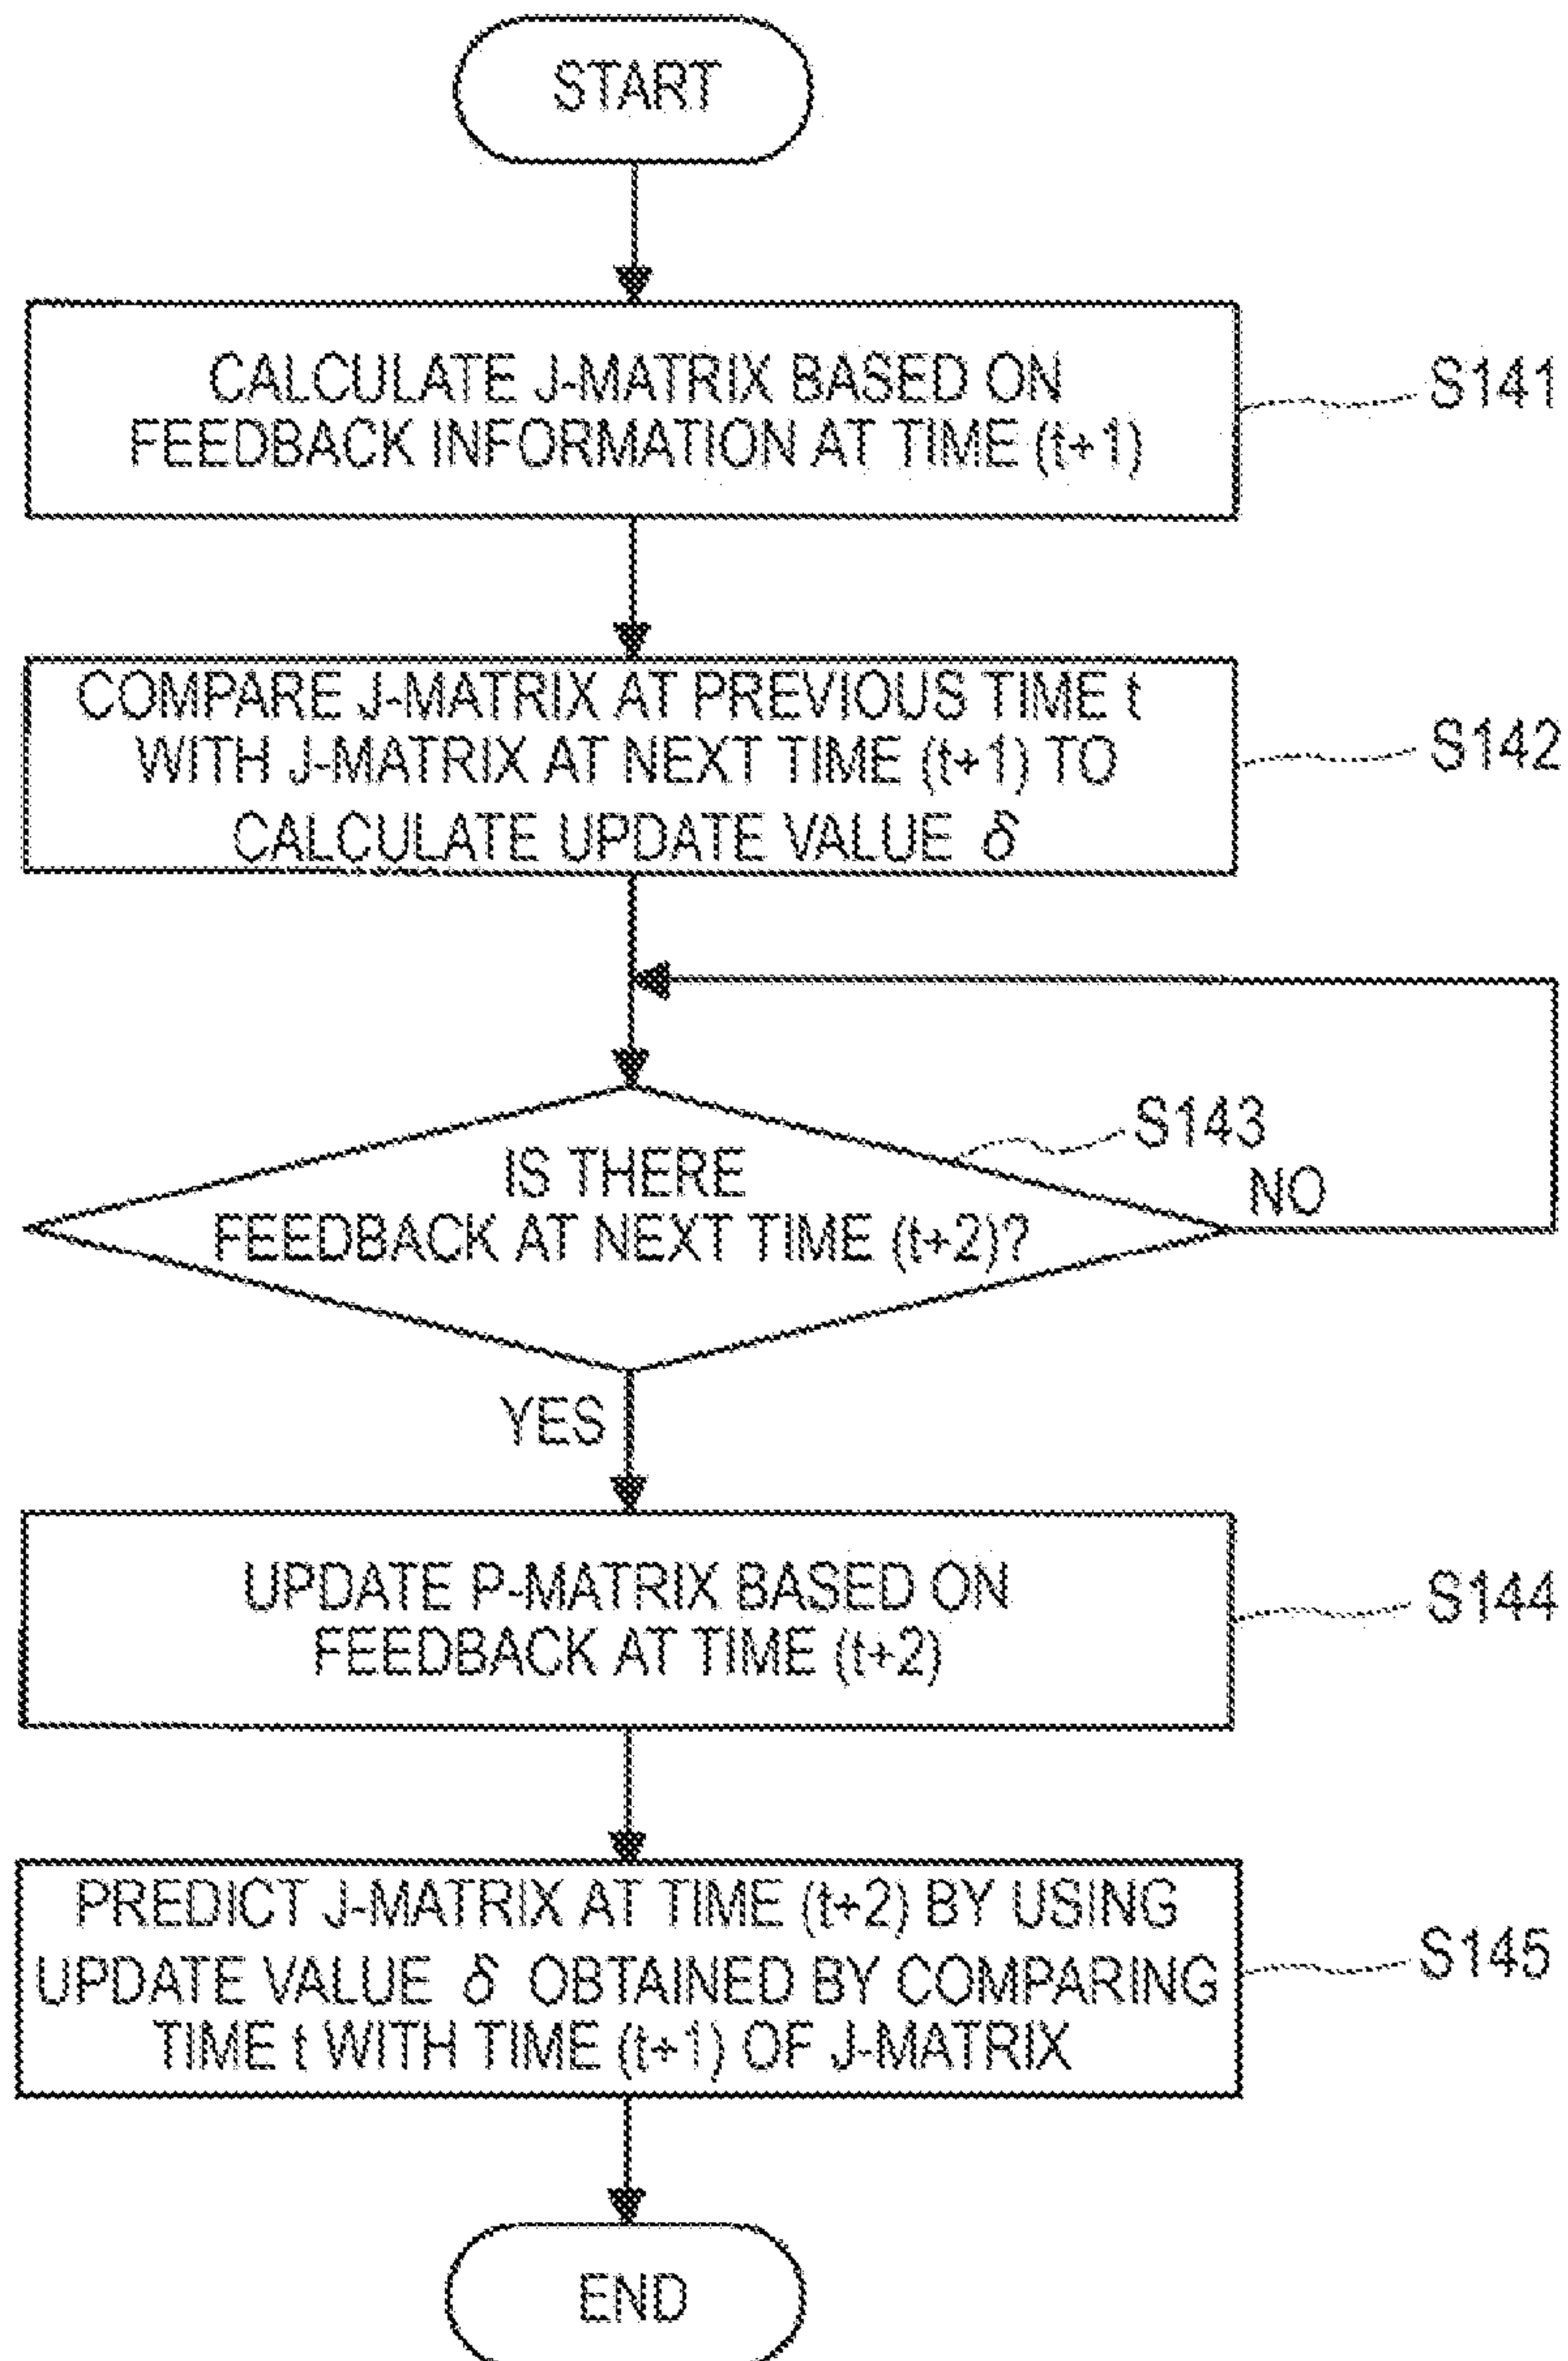 START
CALCULATE J-MATRIX BASED ON
FEEDBACK INFORMATION AT TIME (t+1)
S141
COMPARE J-MATRIX AT PREVIOUS TIME t
WITH J-MATRIX AT NEXT TIME (t+1) TO
CALCULATE UPDATE VALUE δ
S142
S143
IS THERE
FEEDBACK AT NEXT TIME (t+2)?
NO
YES
UPDATE P-MATRIX BASED ON
FEEDBACK AT TIME (t+2)
S144
PREDICT J-MATRIX AT TIME (t+2) BY USING
UPDATE VALUE δ OBTAINED BY COMPARING
TIME t WITH TIME (t+1) OF J-MATRIX
S145
END